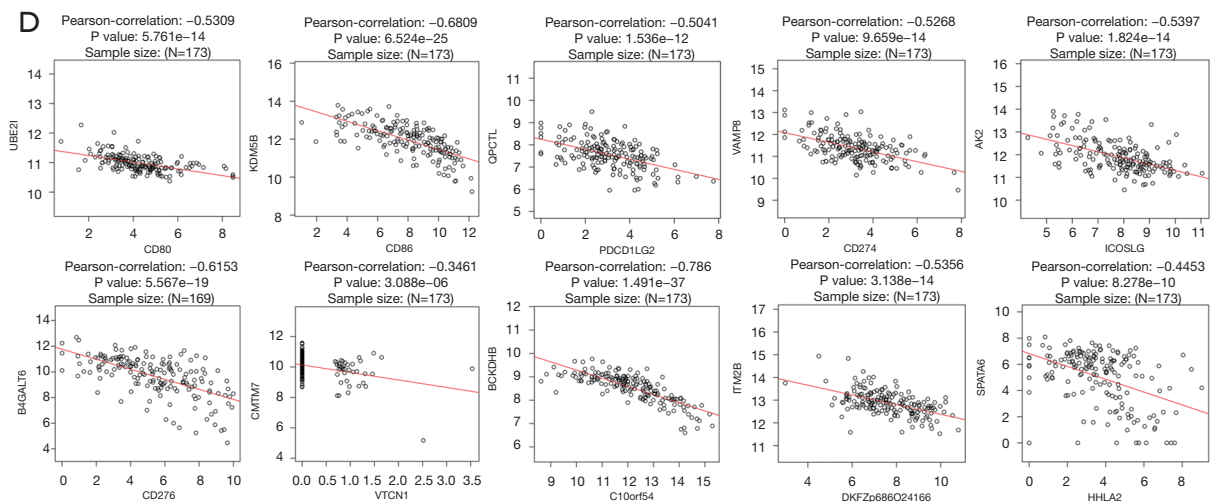 D
Pearson-correlation: −0.5309
P value: 5.761e−14
Sample size: (N=173)
14
13
12
11
10
UBE2I
2 4 6 8
CD80
Pearson-correlation: −0.6809
P value: 6.524e−25
Sample size: (N=173)
16
14
12
10
8
KDM5B
2 4 6 8 10 12
CD86
Pearson-correlation: −0.5041
P value: 1.536e−12
Sample size: (N=173)
11
10
9
8
7
6
5
QPCTL
0 2 4 6 8
PDCD1LG2
Pearson-correlation: −0.5268
P value: 9.659e−14
Sample size: (N=173)
15
14
13
12
11
10
9
VAMP8
0 2 4 6 8
CD274
Pearson-correlation: −0.5397
P value: 1.824e−14
Sample size: (N=173)
16
15
14
13
12
11
10
AK2
5 6 7 8 9 10 11
ICOSLG
Pearson-correlation: −0.6153
P value: 5.567e−19
Sample size: (N=169)
14
12
10
8
6
4
B4GALT6
0 2 4 6 8 10
CD276
Pearson-correlation: −0.3461
P value: 3.088e−06
Sample size: (N=173)
12
10
8
6
4
CMTM7
0.0 0.5 1.0 1.5 2.0 2.5 3.0 3.5
VTCN1
Pearson-correlation: −0.786
P value: 1.491e−37
Sample size: (N=173)
12
11
10
9
8
7
6
BCKDHB
9 10 11 12 13 14 15
C10orf54
Pearson-correlation: −0.5356
P value: 3.138e−14
Sample size: (N=173)
17
16
15
14
13
12
11
ITM2B
4 6 8 10
DKFZp686O24166
Pearson-correlation: −0.4453
P value: 8.278e−10
Sample size: (N=173)
10
8
6
4
2
0
SPATA6
0 2 4 6 8
HHLA2